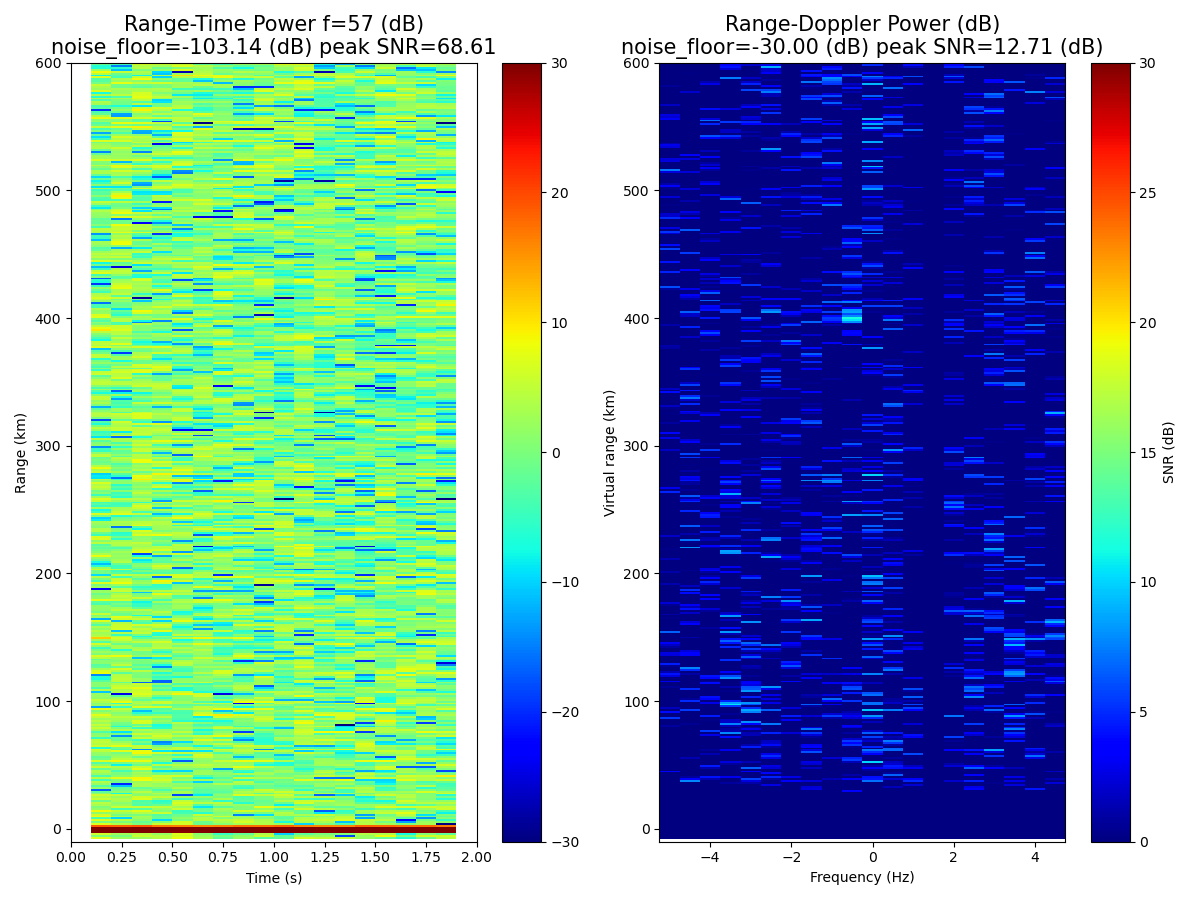 Range-Time Power f=57 (dB)
noise_floor=-103.14 (dB) peak SNR=68.61
Range (km)
600
500
400
300
200
100
0
0.00 0.25 0.50 0.75 1.00 1.25 1.50 1.75 2.00
Time (s)
30
20
10
0
−10
−20
−30
Range-Doppler Power (dB)
noise_floor=-30.00 (dB) peak SNR=12.71 (dB)
Virtual range (km)
600
500
400
300
200
100
0
−4 −2 0 2 4
Frequency (Hz)
30
25
20
15
10
5
0
SNR (dB)